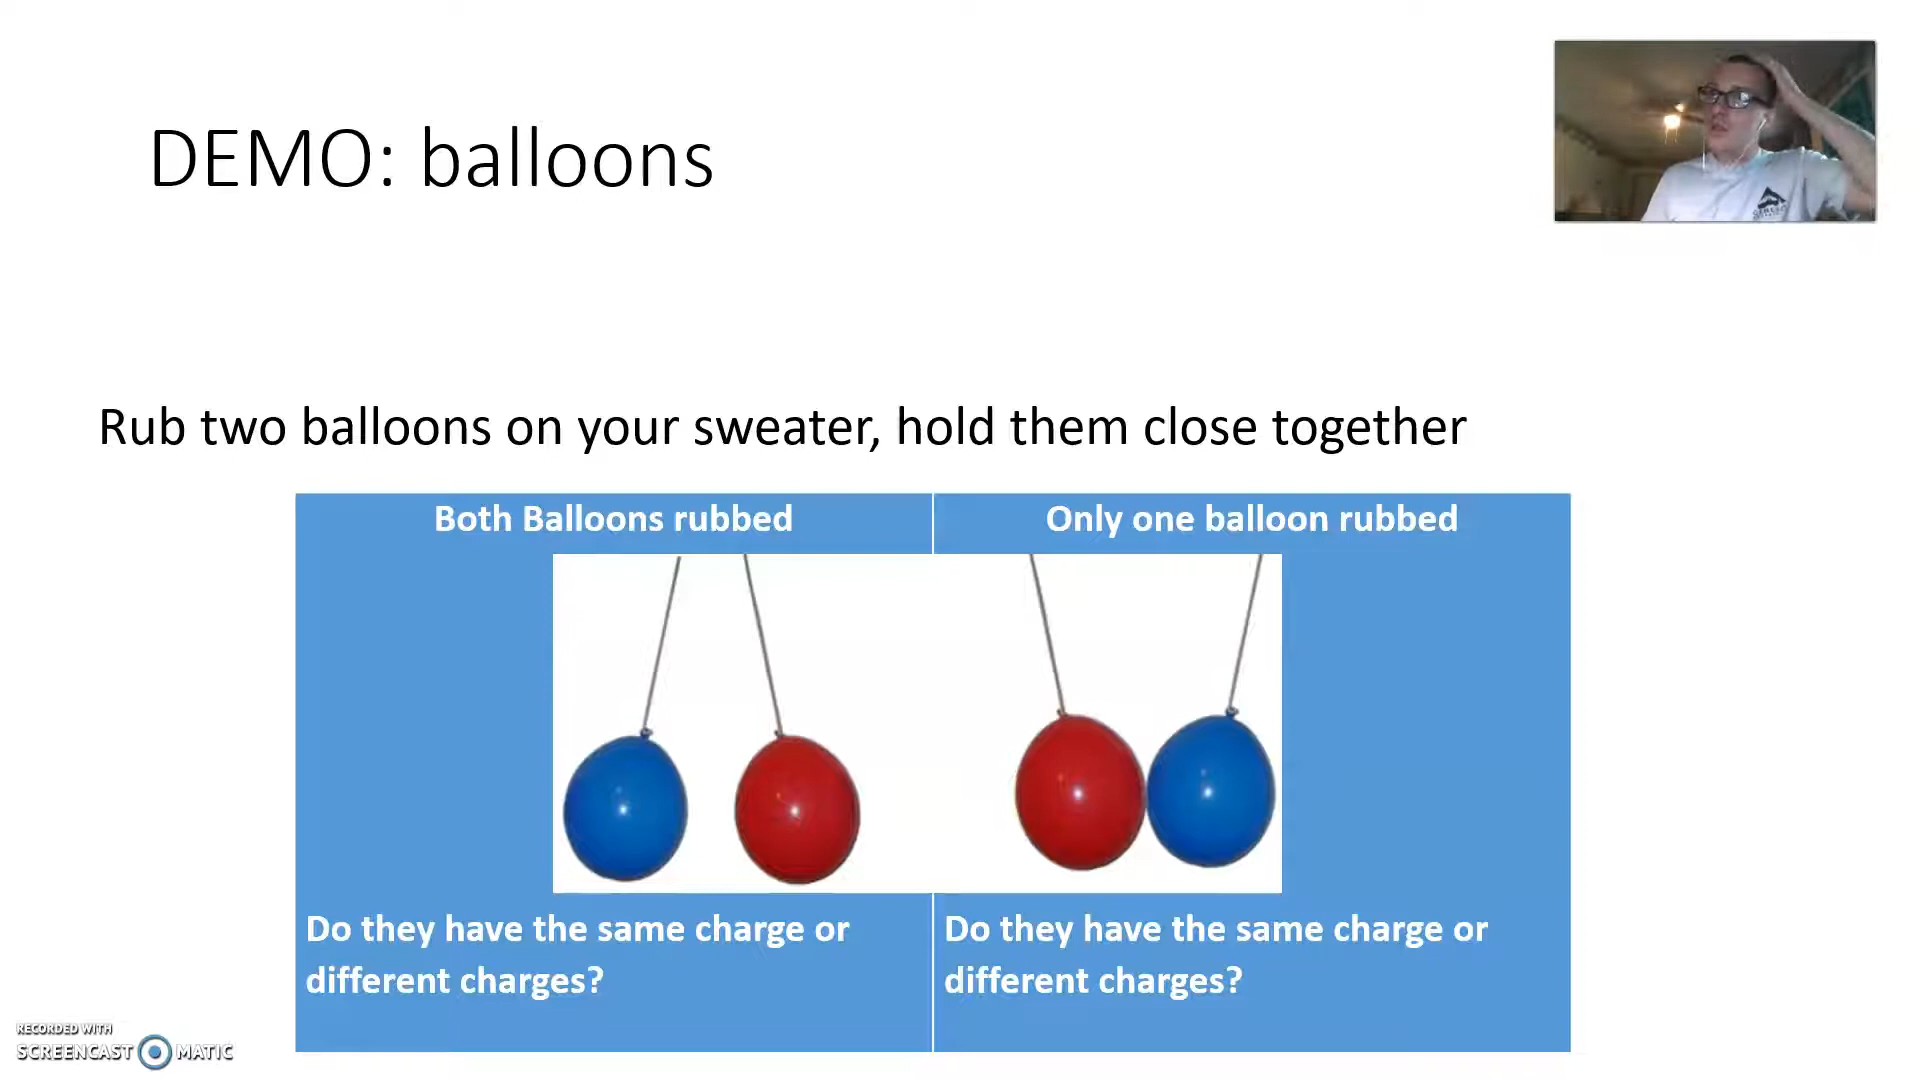 DEMO: balloons
Rub two balloons on your sweater, hold them close together
Both Balloons rubbed
Only one balloon rubbed
Do they have the same charge or
different charges?
Do they have the same charge or
different charges?
RECORDED WITH
SCREENCAST MATIC